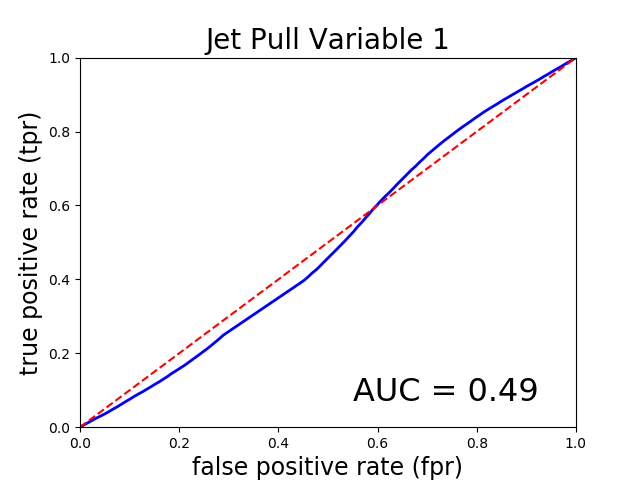 Jet Pull Variable 1
true positive rate (tpr)
1.0
0.8
0.6
0.4
0.2
0.0
AUC = 0.49
0.0 0.2 0.4 0.6 0.8 1.0
false positive rate (fpr)